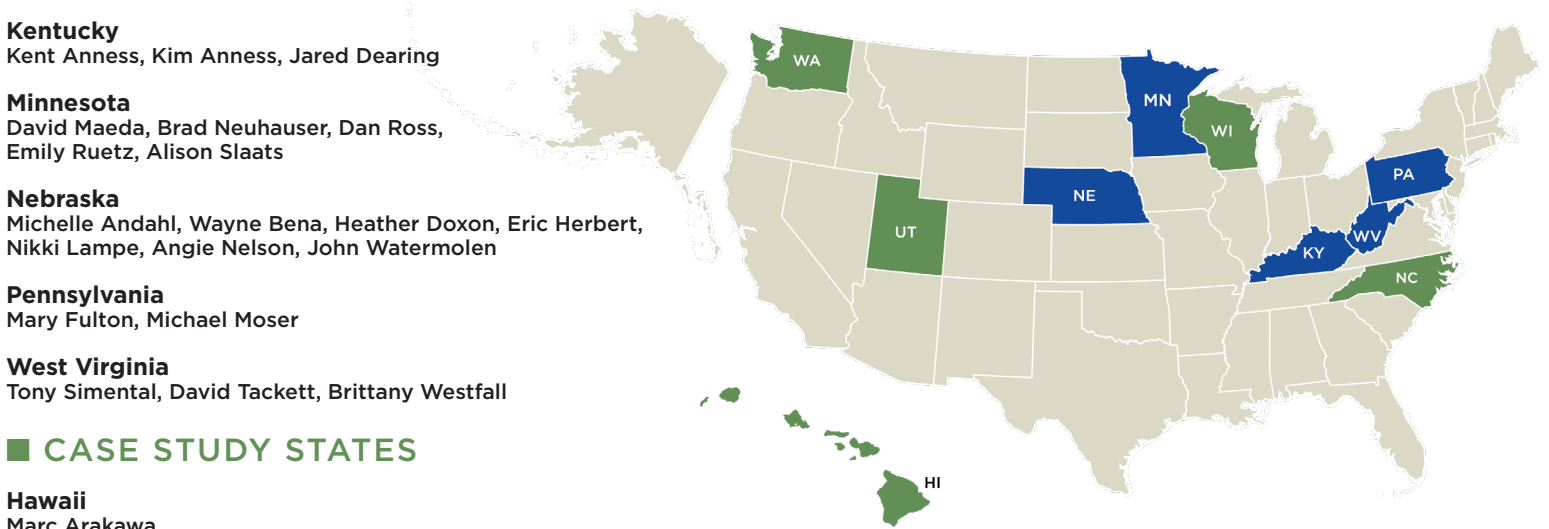 Kentucky
Kent Anness, Kim Anness, Jared Dearing
Minnesota
David Maeda, Brad Neuhauser, Dan Ross,
Emily Ruetz, Alison Slaats
Nebraska
Michelle Andahl, Wayne Bena, Heather Doxon, Eric Herbert,
Nikki Lampe, Angie Nelson, John Watermolen
Pennsylvania
Mary Fulton, Michael Moser
West Virginia
Tony Simental, David Tackett, Brittany Westfall
CASE STUDY STATES
Hawaii
Marc Arakawa
WA
MN
WI
NE
PA
UT
WV
KY
NC
HI